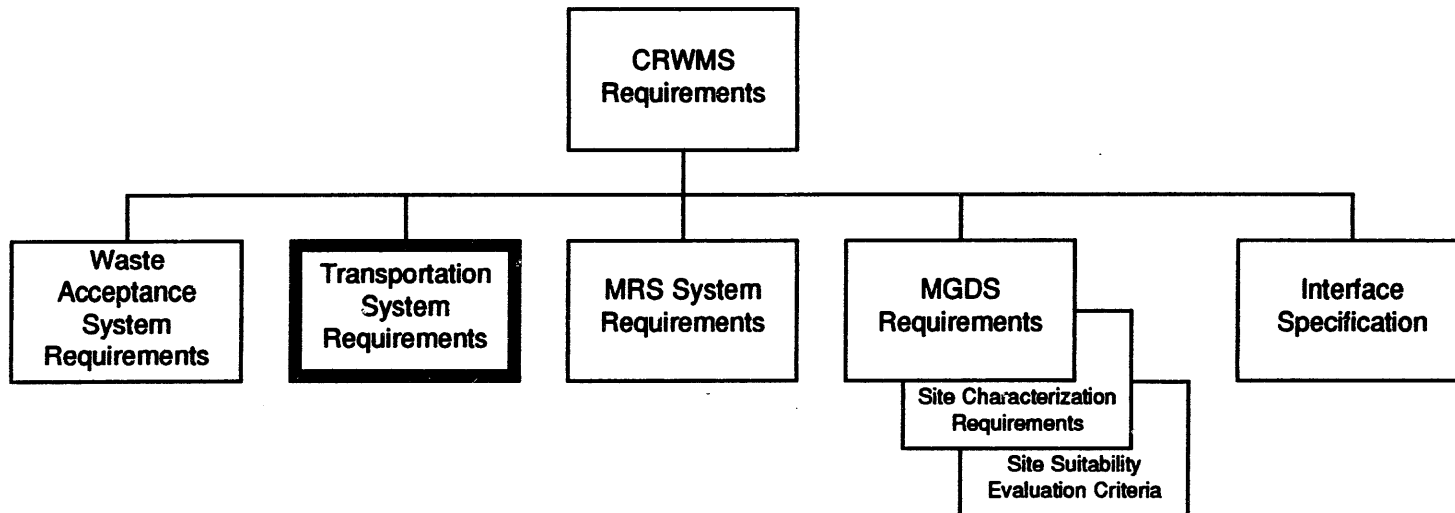 CRWMS
Requirements
Waste
Acceptance
System
Requirements
Transportation
System
Requirements
MRS System
Requirements
MGDS
Requirements
Site Characterization
Requirements
Site Suitability
Evaluation Criteria
Interface
Specification